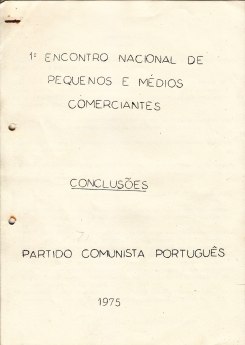 1º ENCONTRO NACIONAL DE
PEQUENOS E MÉDIOS
COMERCIANTES
CONCLUSÕES
PARTIDO COMUNISTA PORTUGUÊS
1975